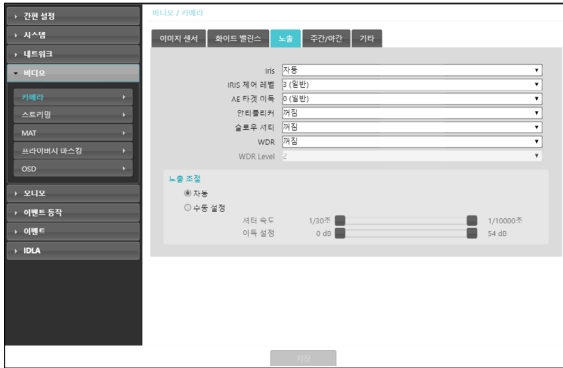 비디오 / 카메라
간편 설정
시스템
네트워크
비디오
카메라
스트리밍
MAT
프라이버시 마스킹
OSD
오디오
이벤트 동작
이벤트
IDLA
이미지 센서 화이트 밸런스 노출 주간/야간 기타
Iris 자동
IRIS 제어 레벨 3 (일반)
AE 타겟 이득 0 (일반)
안티플리커 꺼짐
슬로우 셔터 꺼짐
WDR 꺼짐
WDR Level 2
노출 조절
자동
수동 설정
셔터 속도 1/30초 1/10000초
이득 설정 0 dB 54 dB
저장